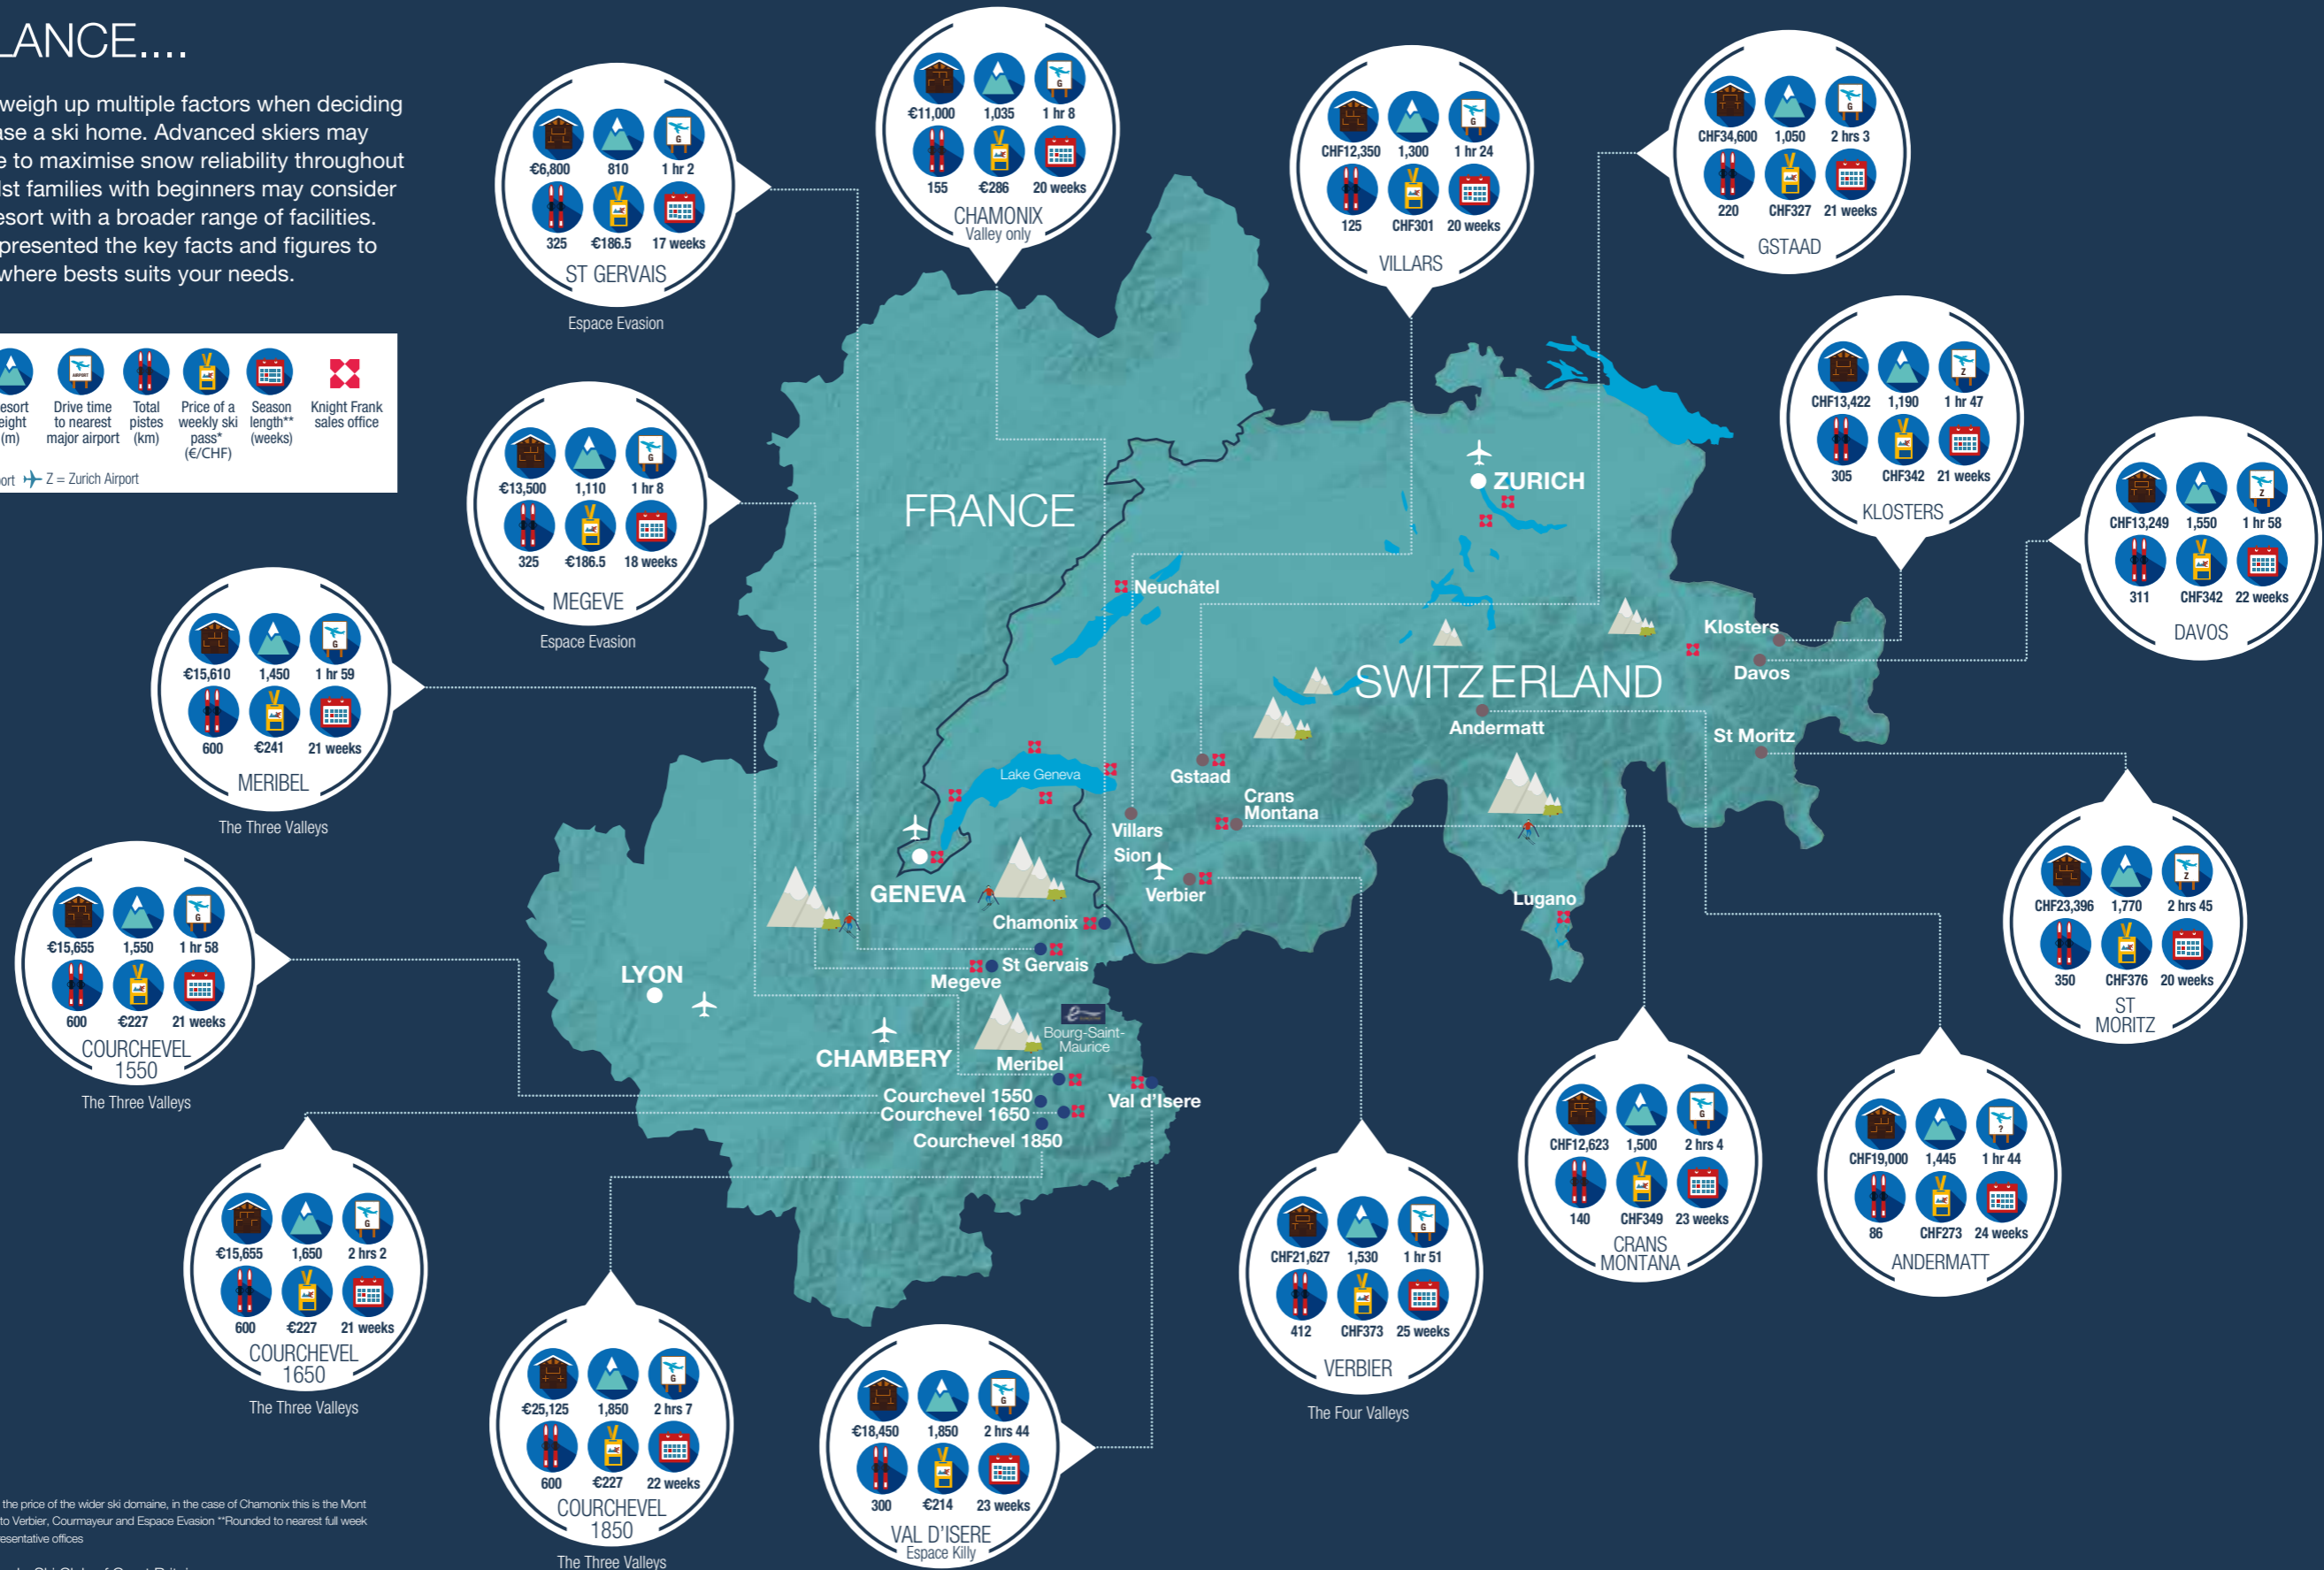 LANCE....
weigh up multiple factors when deciding
ase a ski home. Advanced skiers may
e to maximise snow reliability throughout
lst families with beginners may consider
esort with a broader range of facilities.
presented the key facts and figures to
where bests suits your needs.
esort
eight
(m)
Drive time
to nearest
major airport
Total
pistes
(km)
Price of a
weekly ski
pass*
(€/CHF)
Season
length**
(weeks)
Knight Frank
sales office
AIRPORT
port Z = Zurich Airport
€6,800 810 1 hr 2
G
325 €186.5 17 weeks
ST GERVAIS
Espace Evasion
€11,000 1,035 1 hr 8
G
155 €286 20 weeks
CHAMONIX
Valley only
CHF12,350 1,300 1 hr 24
G
125 CHF301 20 weeks
VILLARS
CHF34,600 1,050 2 hrs 3
G
220 CHF327 21 weeks
GSTAAD
€13,500 1,110 1 hr 8
G
325 €186.5 18 weeks
MEGEVE
Espace Evasion
CHF13,422 1,190 1 hr 47
Z
305 CHF342 21 weeks
KLOSTERS
CHF13,249 1,550 1 hr 58
Z
311 CHF342 22 weeks
DAVOS
€15,610 1,450 1 hr 59
G
600 €241 21 weeks
MERIBEL
The Three Valleys
€15,655 1,550 1 hr 58
G
600 €227 21 weeks
COURCHEVEL
1550
The Three Valleys
CHF23,396 1,770 2 hrs 45
Z
350 CHF376 20 weeks
ST
MORITZ
€15,655 1,650 2 hrs 2
G
600 €227 21 weeks
COURCHEVEL
1650
The Three Valleys
€25,125 1,850 2 hrs 7
G
600 €227 22 weeks
COURCHEVEL
1850
The Three Valleys
€18,450 1,850 2 hrs 44
G
300 €214 23 weeks
VAL D'ISERE
Espace Killy
CHF21,627 1,530 1 hr 51
G
412 CHF373 25 weeks
VERBIER
The Four Valleys
CHF12,623 1,500 2 hrs 4
G
140 CHF349 23 weeks
CRANS
MONTANA
CHF19,000 1,445 1 hr 44
?
86 CHF273 24 weeks
ANDERMATT
FRANCE
ZURICH
Neuchâtel
SWITZERLAND
Klosters
Davos
Andermatt
St Moritz
Lake Geneva
Gstaad
Crans
Montana
Villars
Sion
Verbier
GENEVA
Lugano
Chamonix
St Gervais
Megeve
LYON
Bourg-Saint-
Maurice
CHAMBERY
Meribel
Courchevel 1550
Courchevel 1650
Val d'Isere
Courchevel 1850
the price of the wider ski domaine, in the case of Chamonix this is the Mont
to Verbier, Courmayeur and Espace Evasion **Rounded to nearest full week
resentative offices